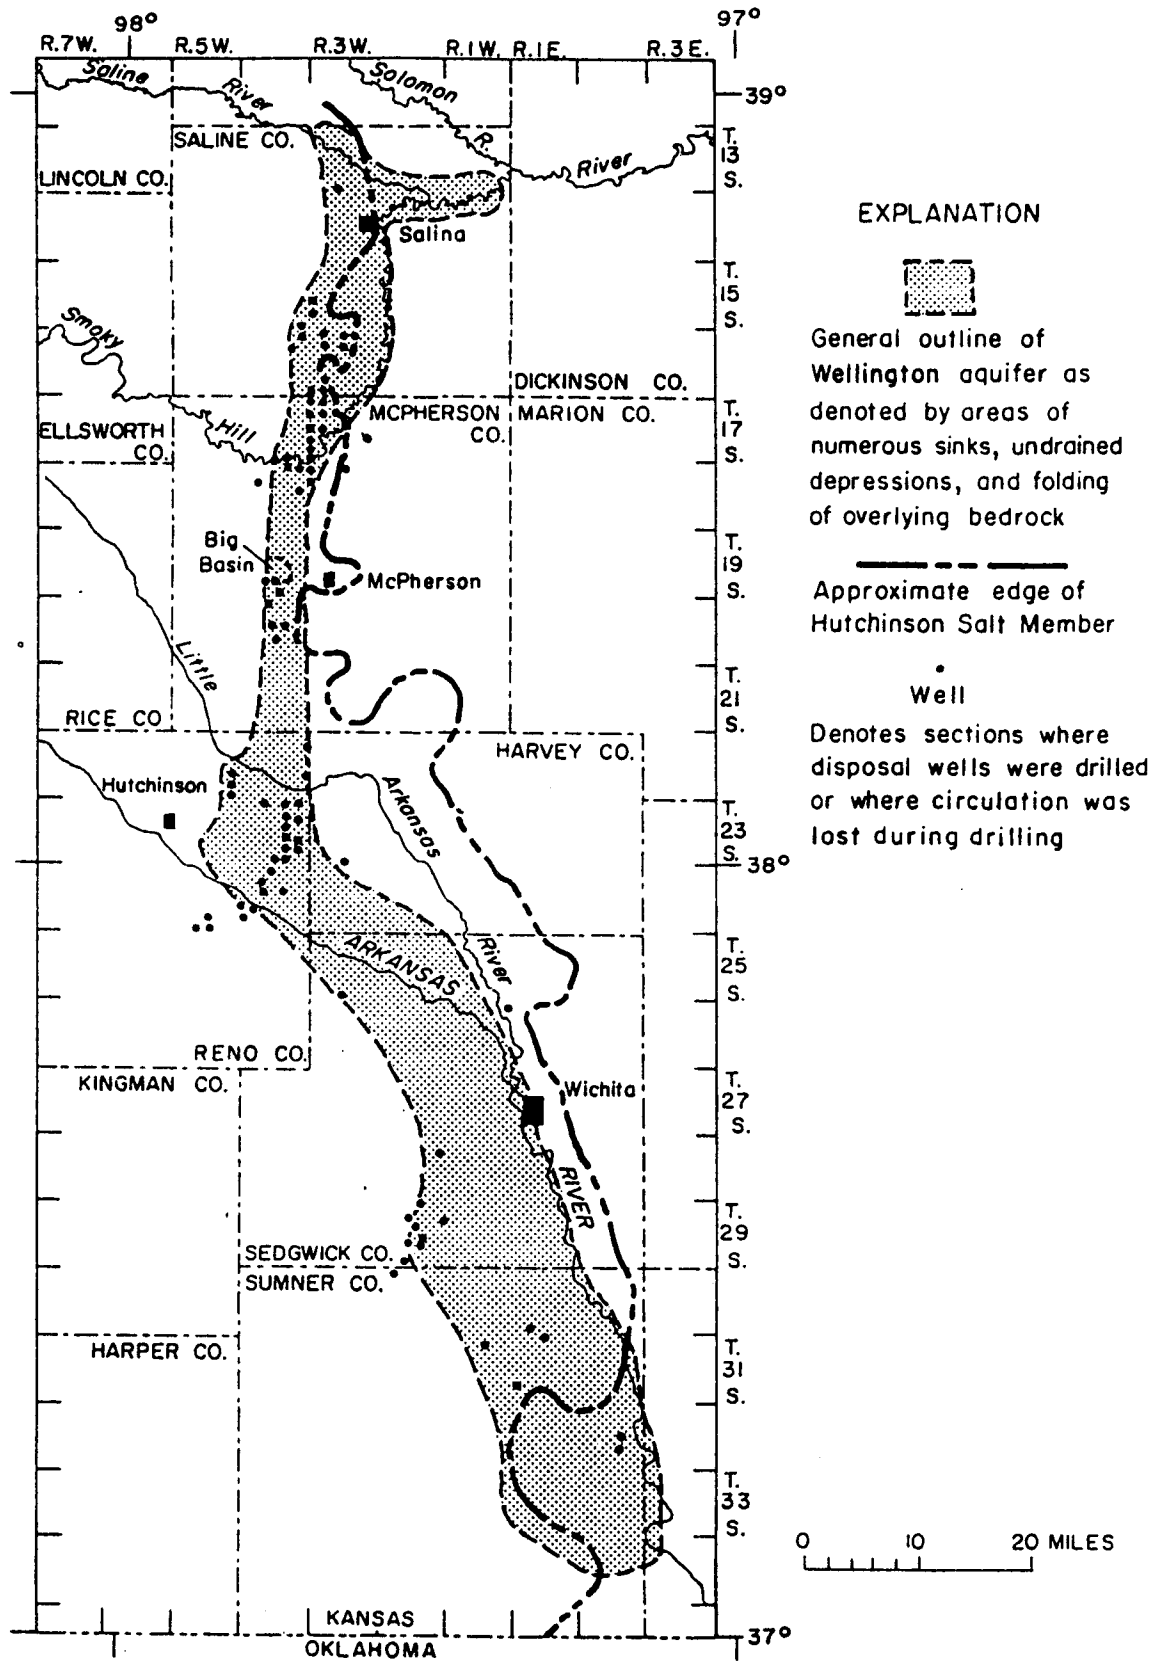 98° 97°
R.7W. R.5W. R.3W. R.1W. R.1E. R.3E.
Saline River
Solomon R.
39°
SALINE CO.
T. 13 S.
River
LINCOLN CO.
Salina
T. 15 S.
Smoky Hill
DICKINSON CO.
MCPHERSON CO.
MARION CO.
T. 17 S.
ELLSWORTH CO.
Big Basin
McPherson
T. 19 S.
Little Arkansas River
T. 21 S.
RICE CO.
HARVEY CO.
Hutchinson
T. 23 S.
38°
ARKANSAS RIVER
T. 25 S.
RENO CO.
KINGMAN CO.
Wichita
T. 27 S.
T. 29 S.
SEDGWICK CO.
SUMNER CO.
HARPER CO.
T. 31 S.
T. 33 S.
KANSAS
OKLAHOMA
37°
EXPLANATION
General outline of
Wellington aquifer as
denoted by areas of
numerous sinks, undrained
depressions, and folding
of overlying bedrock
Approximate edge of
Hutchinson Salt Member
Well
Denotes sections where
disposal wells were drilled
or where circulation was
lost during drilling
0 10 20 MILES